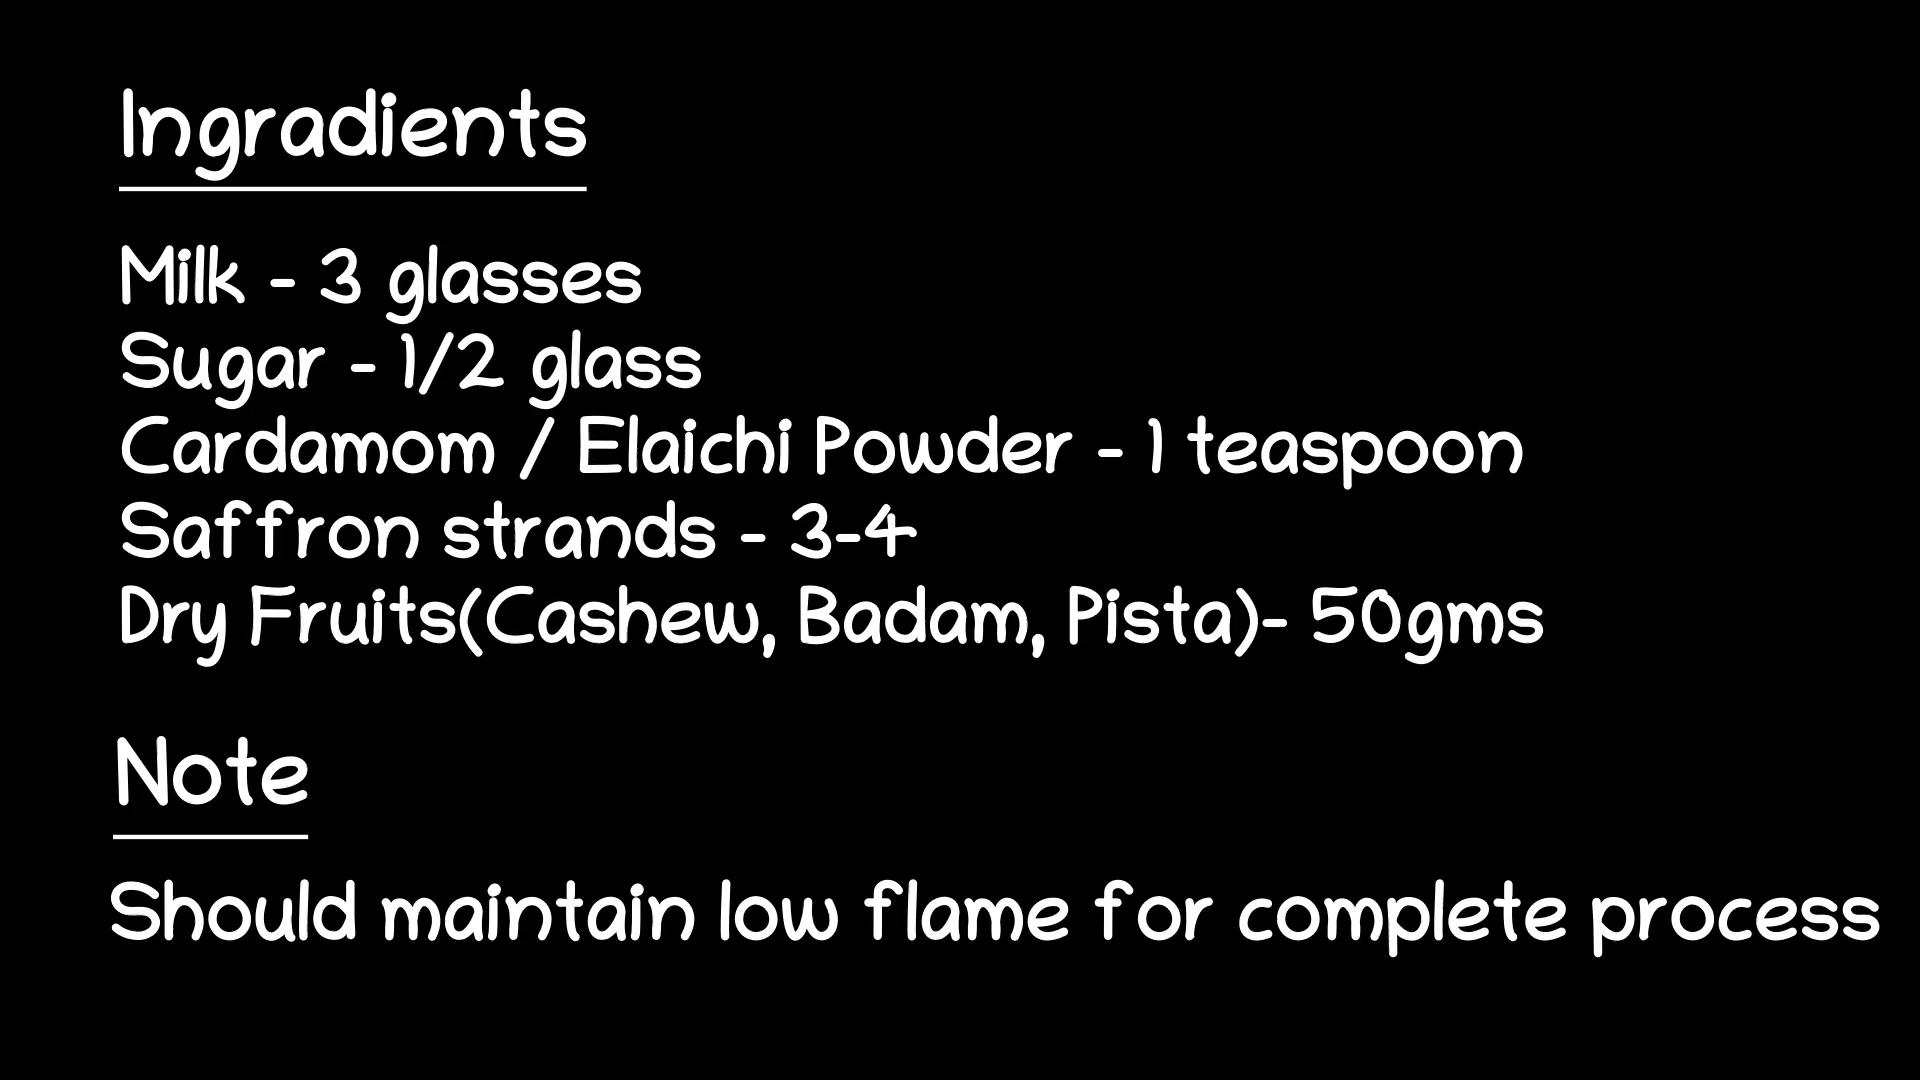 Ingradients
Milk - 3 glasses
Sugar - 1/2 glass
Cardamom / Elaichi Powder - 1 teaspoon
Saffron strands - 3-4
Dry Fruits(Cashew, Badam, Pista)- 50gms
Note
Should maintain low flame for complete process